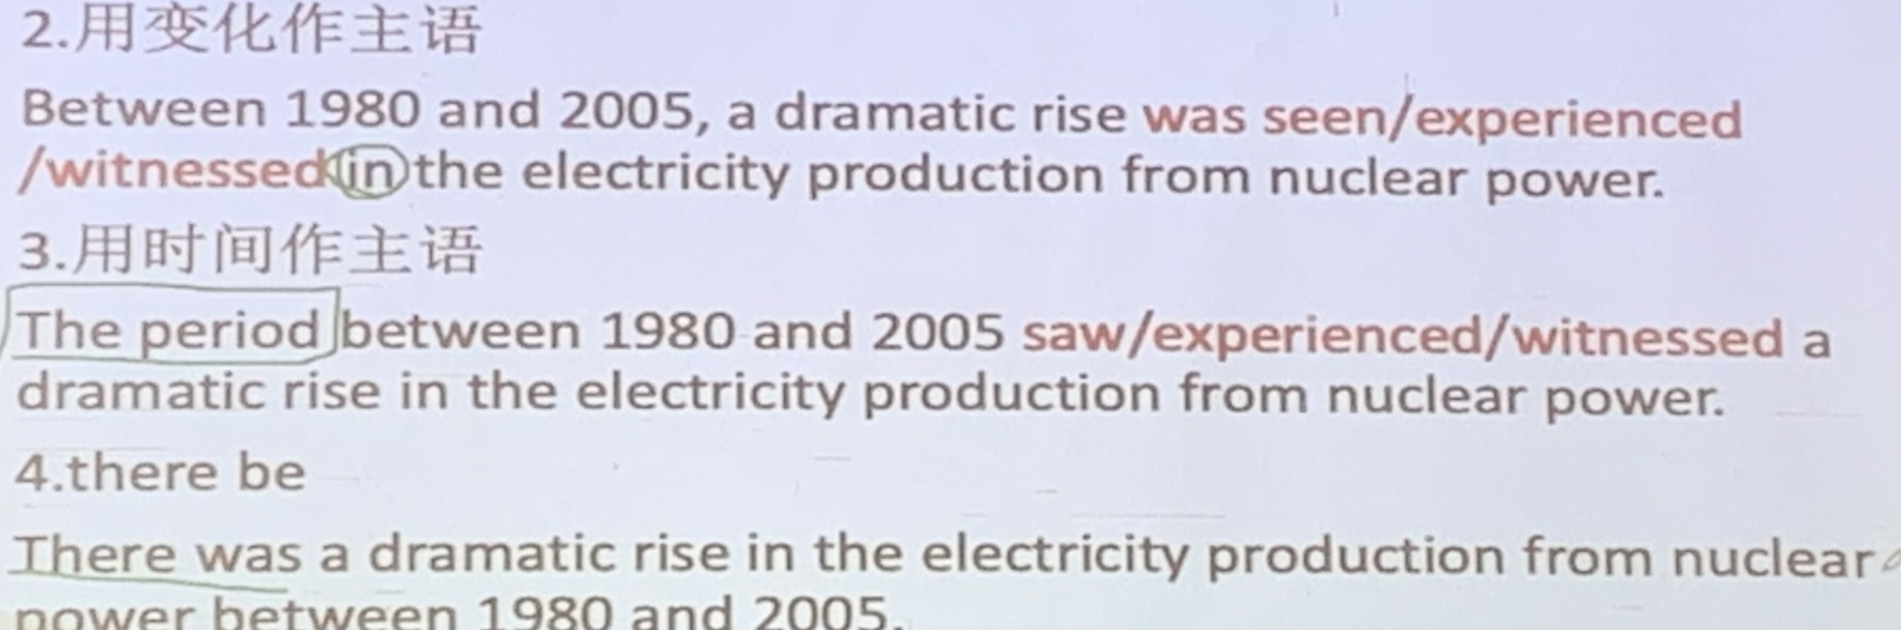 2.用变化作主语
Between 1980 and 2005, a dramatic rise was seen/experienced
/witnessed in the electricity production from nuclear power.
3.用时间作主语
The period between 1980 and 2005 saw/experienced/witnessed a
dramatic rise in the electricity production from nuclear power.
4.there be
There was a dramatic rise in the electricity production from nuclear
power between 1980 and 2005.